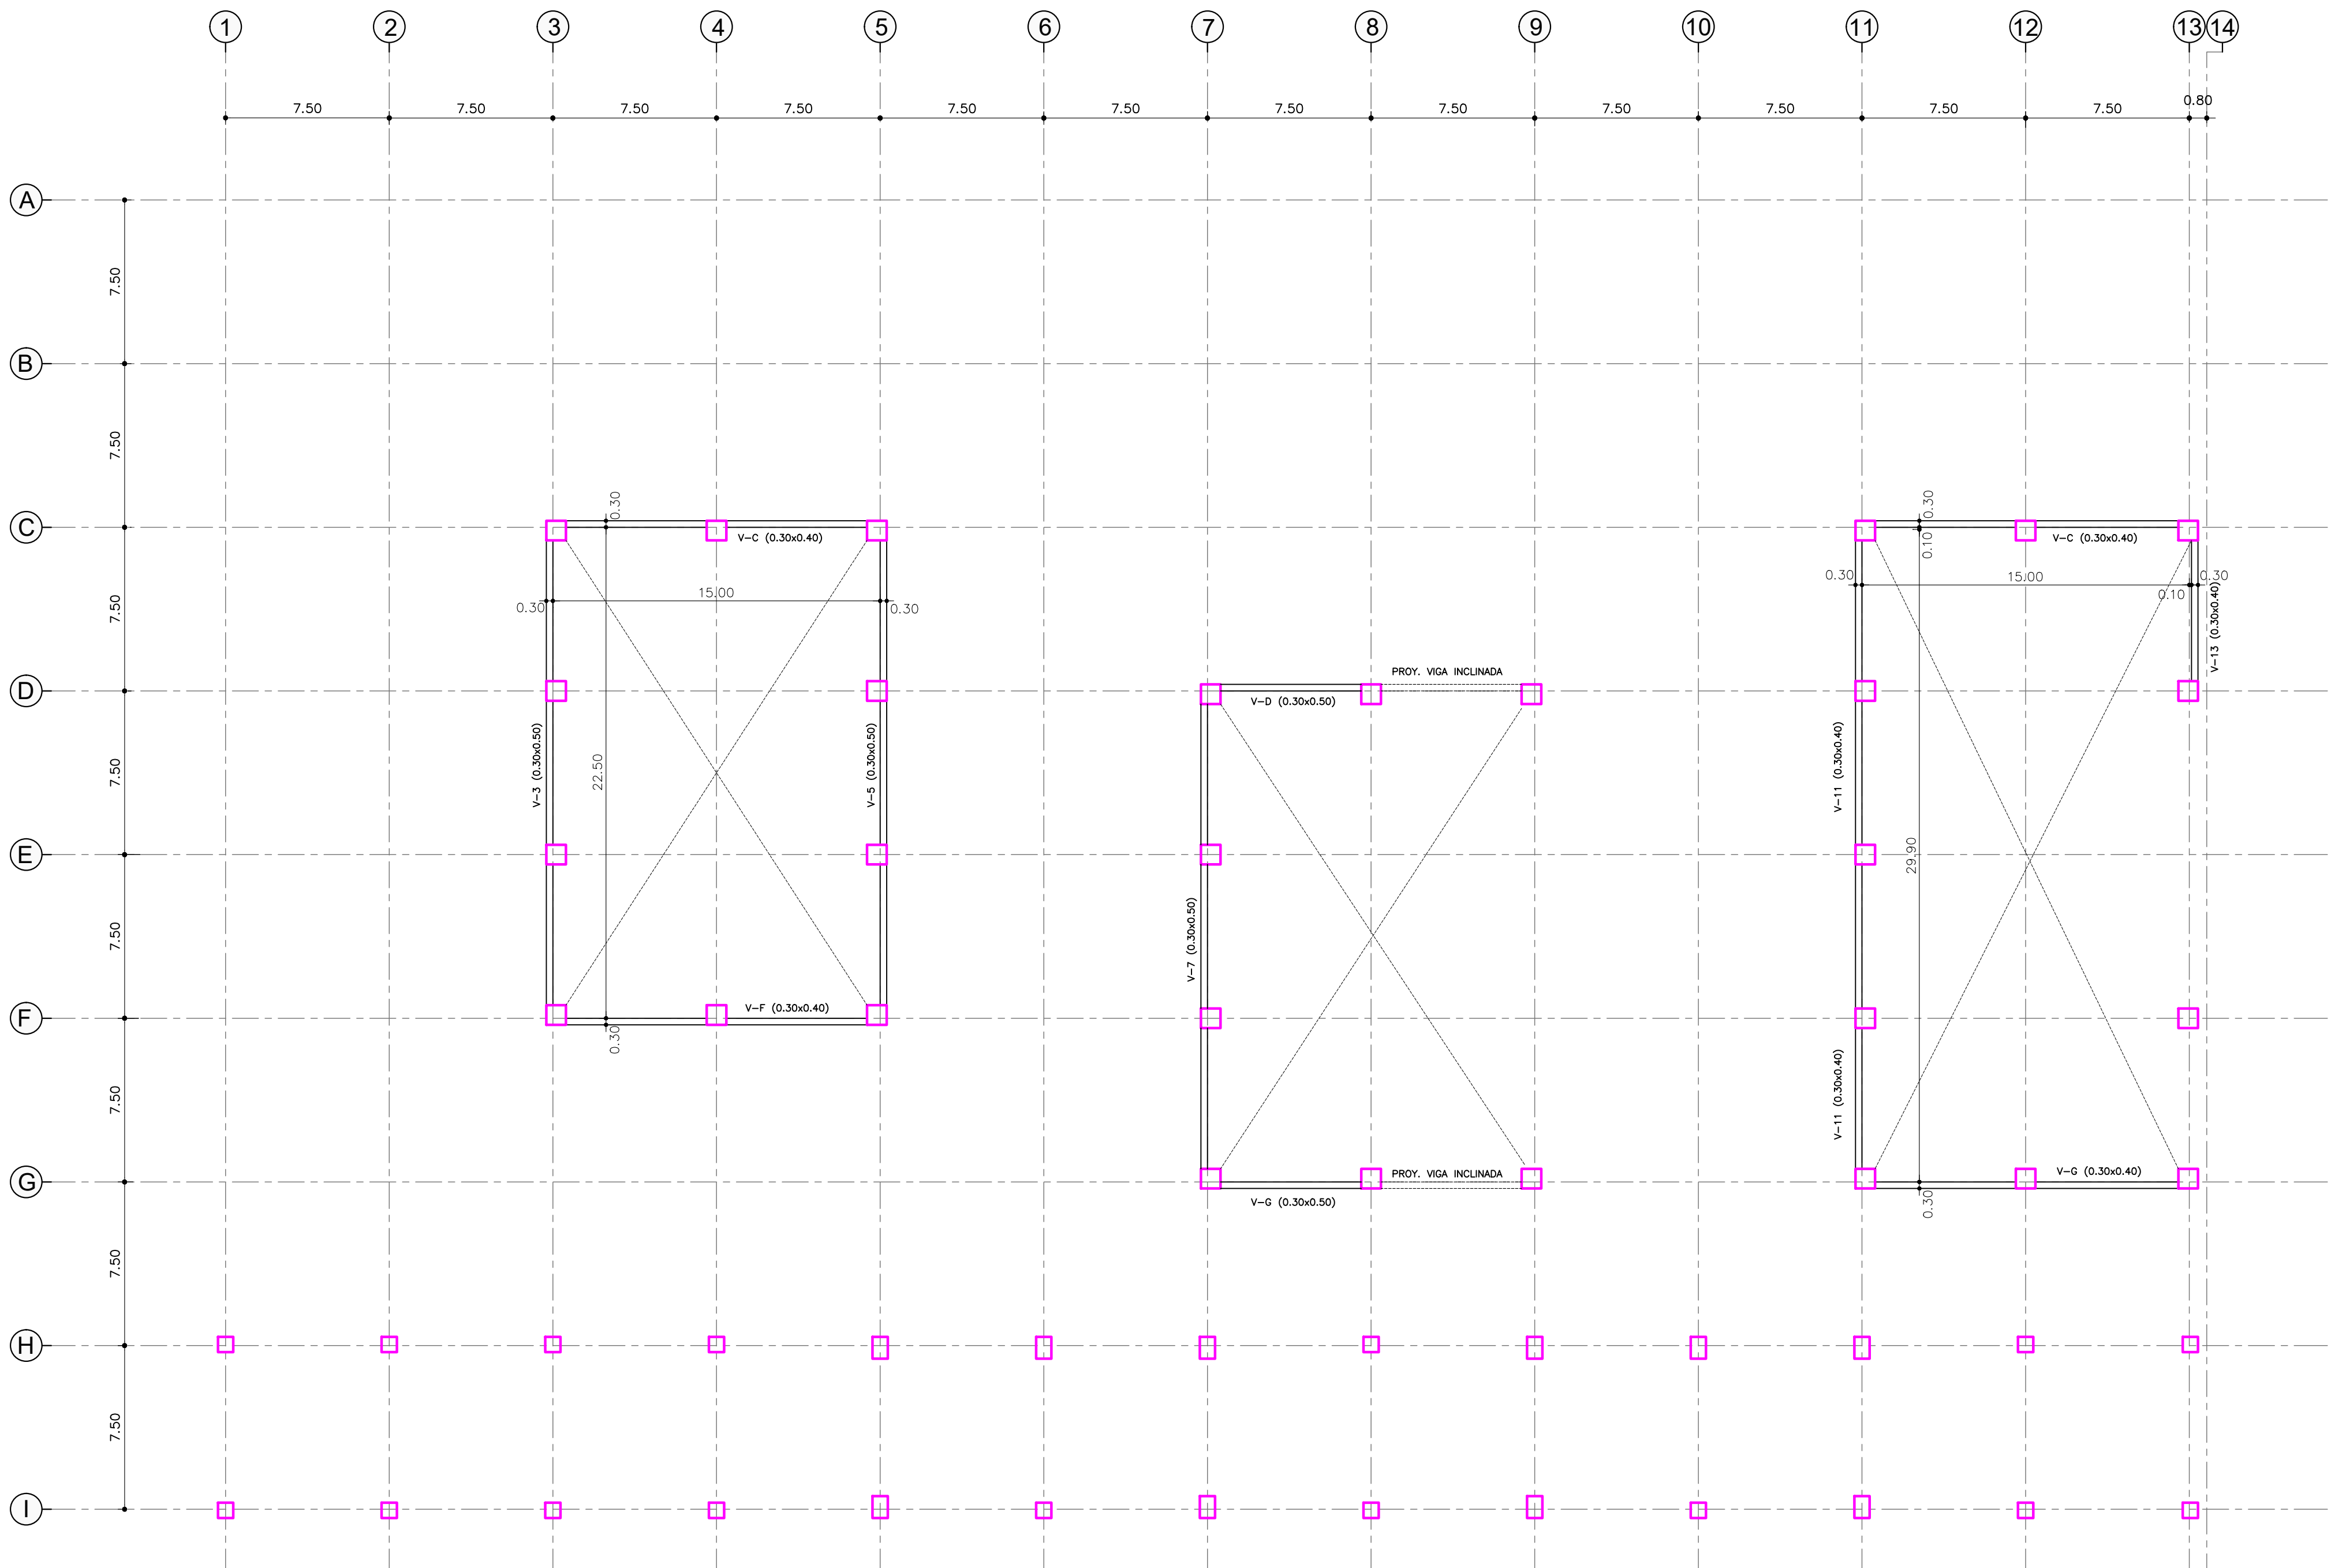 1 2 3 4 5 6 7 8 9 10 11 12 13 14
7.50 7.50 7.50 7.50 7.50 7.50 7.50 7.50 7.50 7.50 7.50 7.50 0.80
A
7.50
B
7.50
C
0.30
V-C (0.30x0.40)
0.30
0.10
V-C (0.30x0.40)
7.50
0.30
15.00
0.30
0.30
15.00
0.10
0.30
V-13 (0.30x0.40)
D
PROY. VIGA INCLINADA
V-D (0.30x0.50)
7.50
V-3 (0.30x0.50)
22.50
V-5 (0.30x0.50)
V-11 (0.30x0.40)
E
29.90
7.50
V-7 (0.30x0.50)
F
V-F (0.30x0.40)
0.30
7.50
V-11 (0.30x0.40)
G
PROY. VIGA INCLINADA
V-G (0.30x0.50)
V-G (0.30x0.40)
0.30
7.50
H
7.50
I